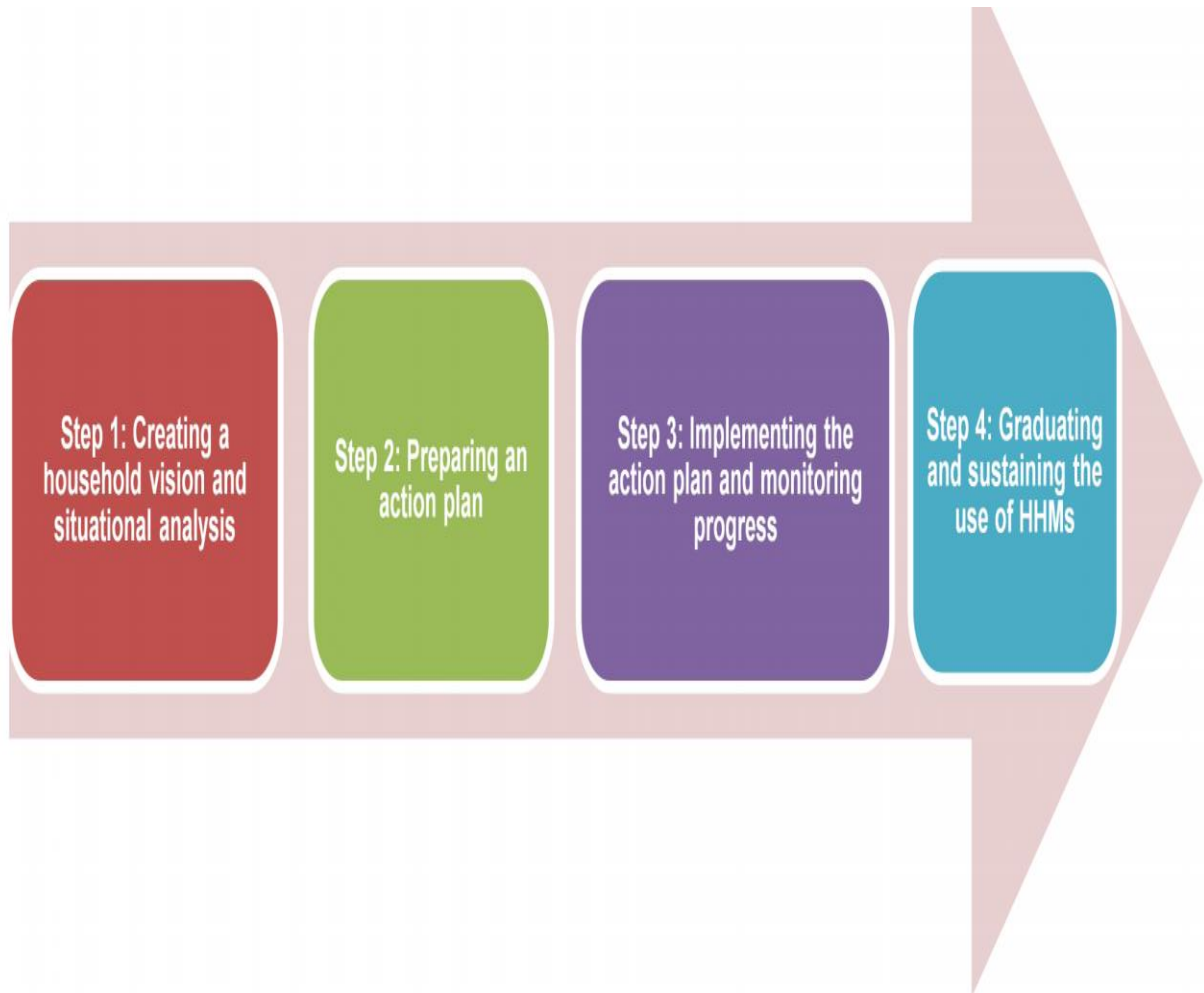 Step 1: Creating a
household vision and
situational analysis
Step 2: Preparing an
action plan
Step 3: Implementing the
action plan and monitoring
progress
Step 4: Graduating
and sustaining the
use of HHMs